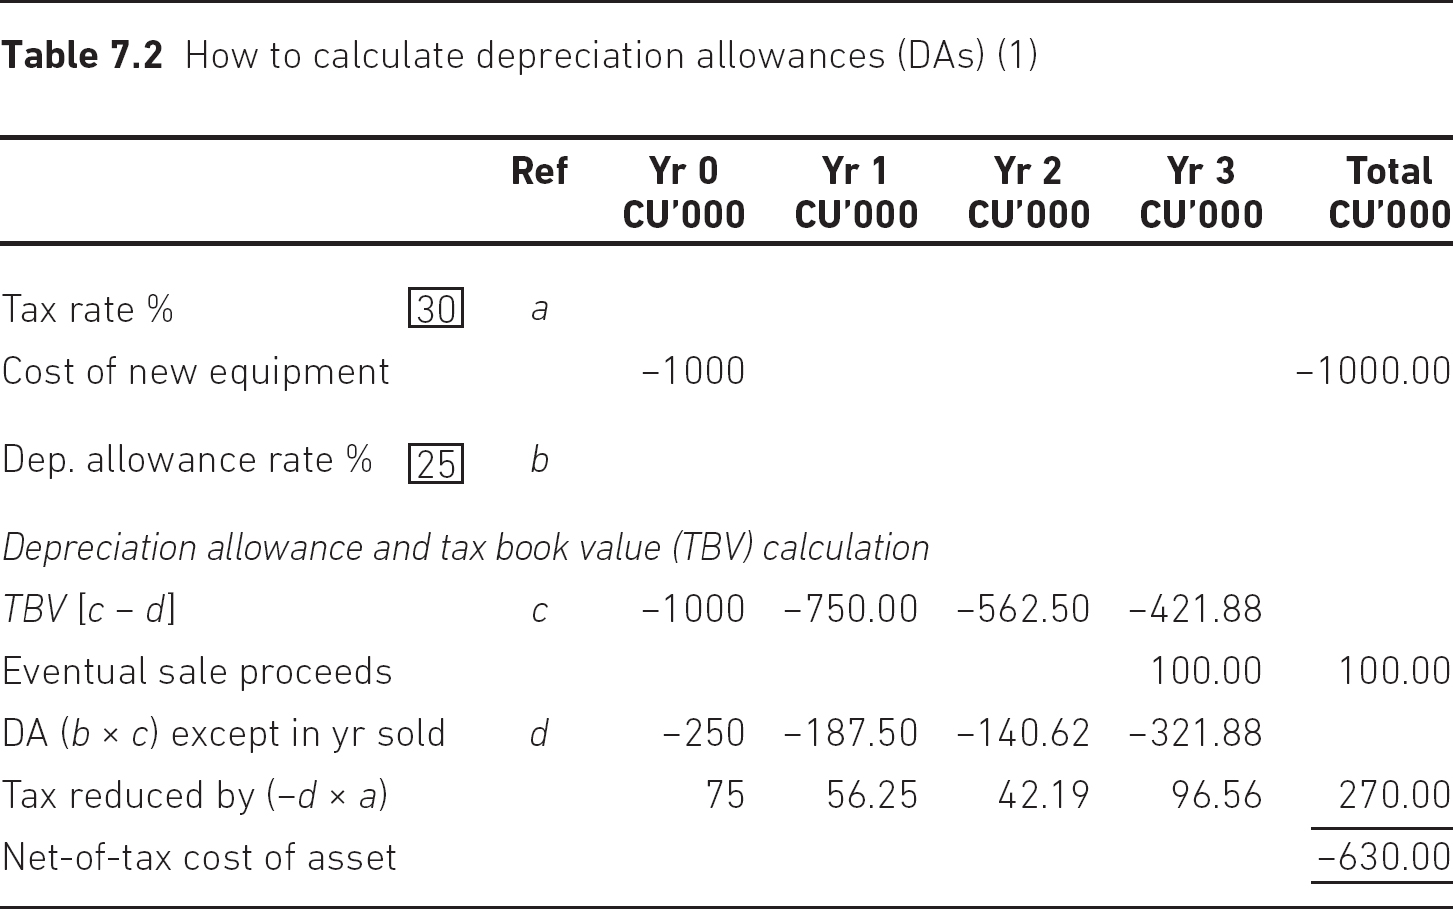 Table 7.2 How to calculate depreciation allowances (DAs) (1)
Ref Yr 0 Yr 1 Yr 2 Yr 3 Total
CU’000 CU’000 CU’000 CU’000 CU’000
Tax rate % 30 a
Cost of new equipment –1000 –1000.00
Dep. allowance rate % 25 b
Depreciation allowance and tax book value (TBV) calculation
TBV [c – d] c –1000 –750.00 –562.50 –421.88
Eventual sale proceeds 100.00 100.00
DA (b × c) except in yr sold d –250 –187.50 –140.62 –321.88
Tax reduced by (–d × a) 75 56.25 42.19 96.56 270.00
Net-of-tax cost of asset –630.00